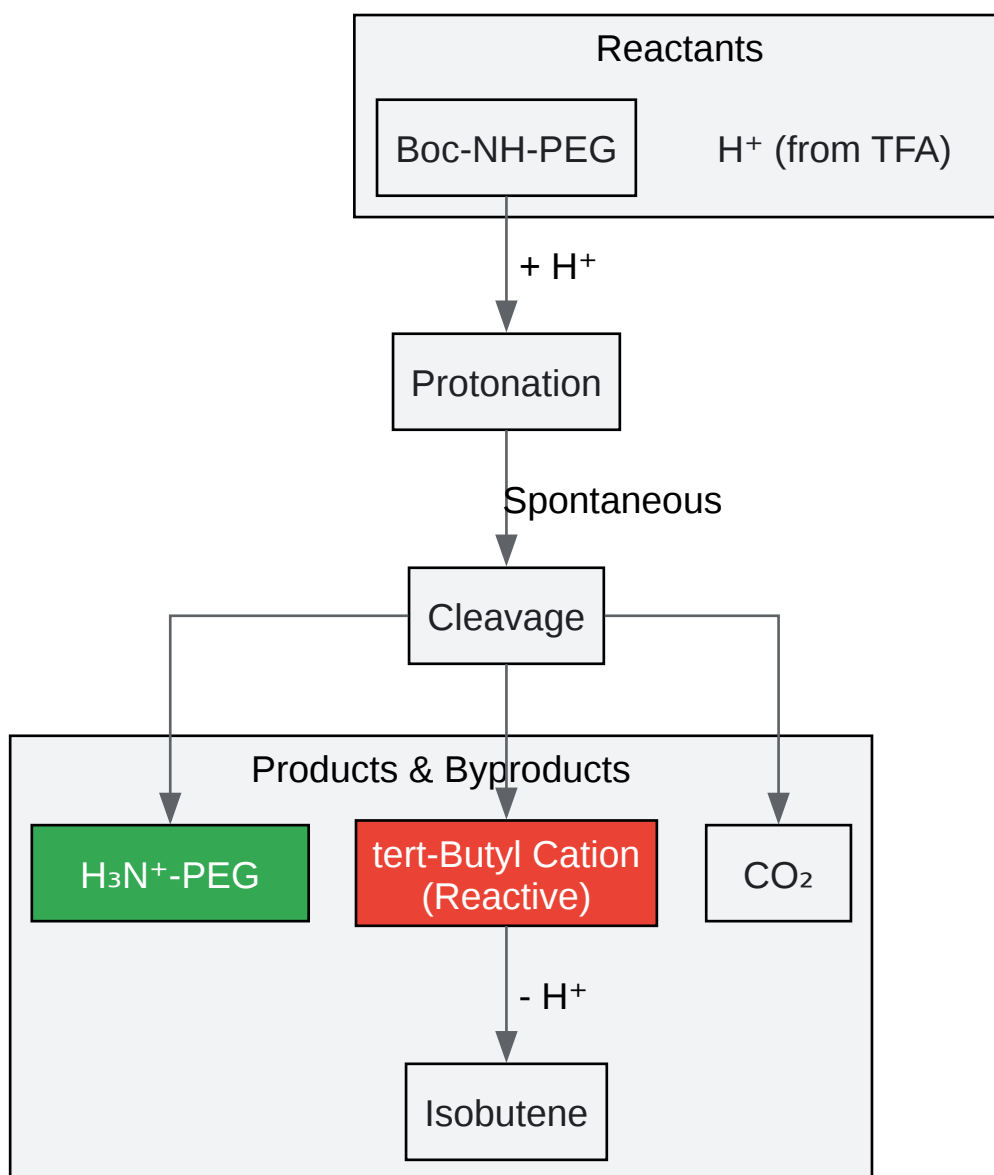 Reactants
Boc-NH-PEG
H⁺ (from TFA)
+ H⁺
Protonation
Spontaneous
Cleavage
Products & Byproducts
H₃N⁺-PEG
tert-Butyl Cation
(Reactive)
CO₂
- H⁺
Isobutene